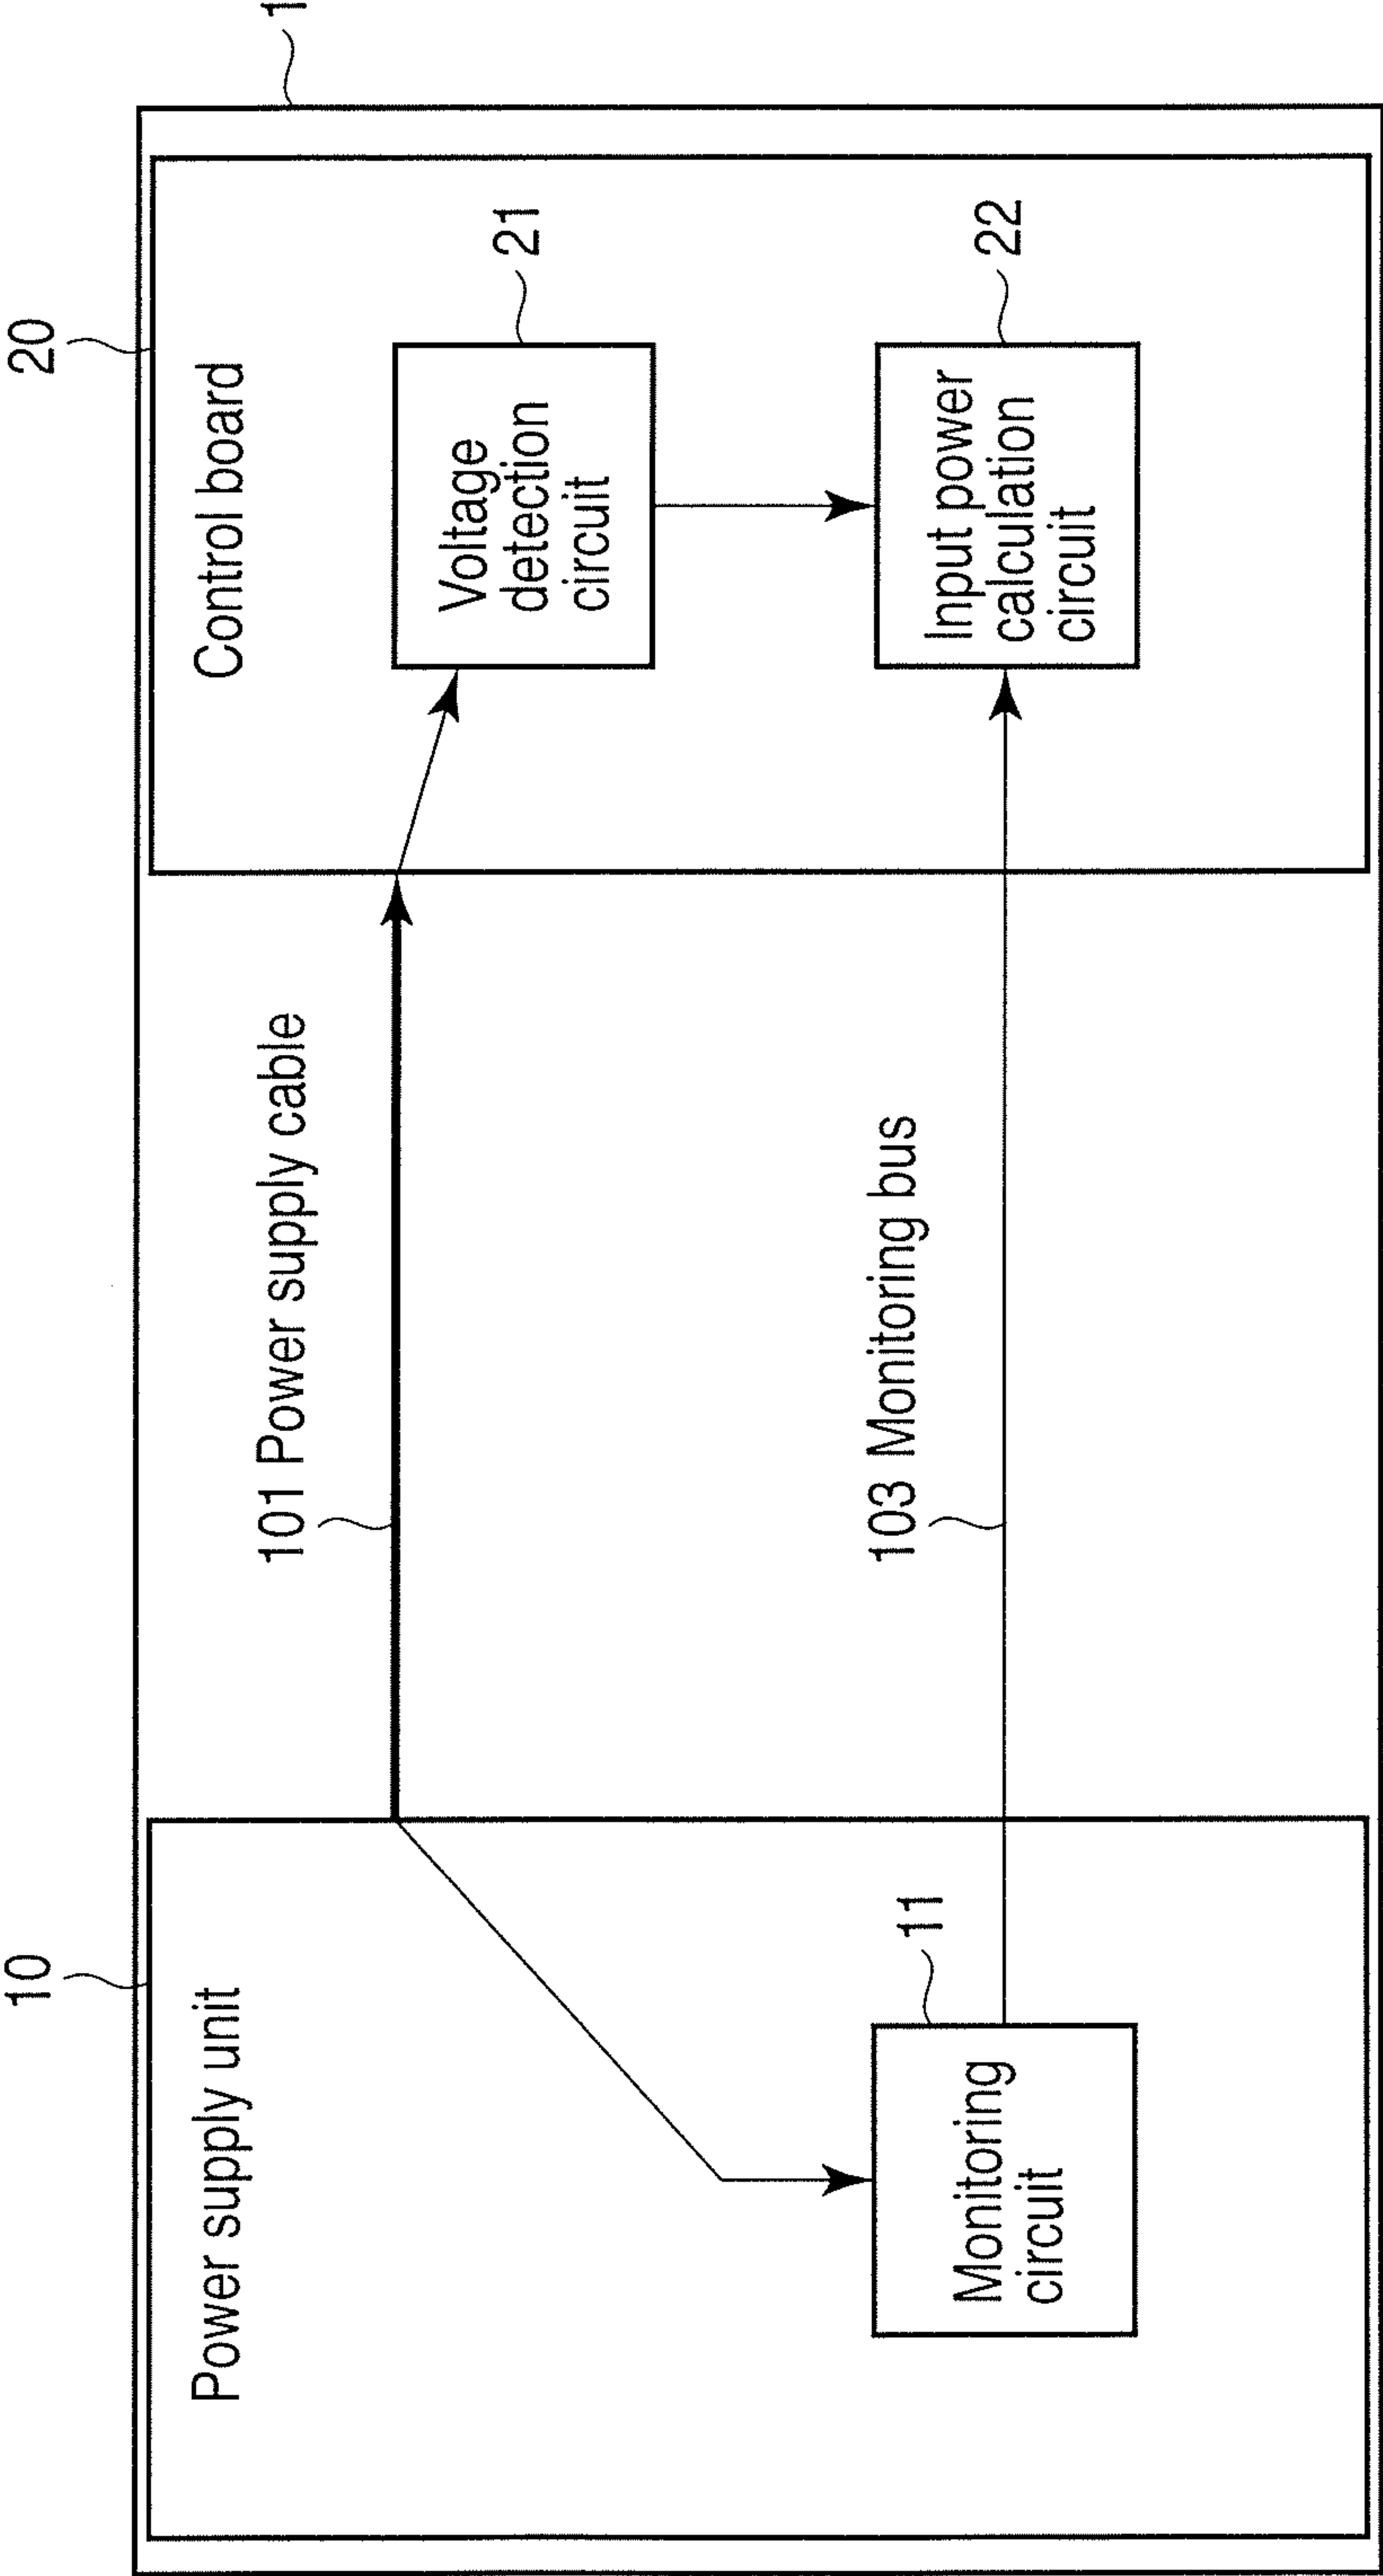 10
20
1
Power supply unit
101 Power supply cable
Control board
Voltage
detection
circuit
21
11
Monitoring
circuit
103 Monitoring bus
Input power
calculation
circuit
22